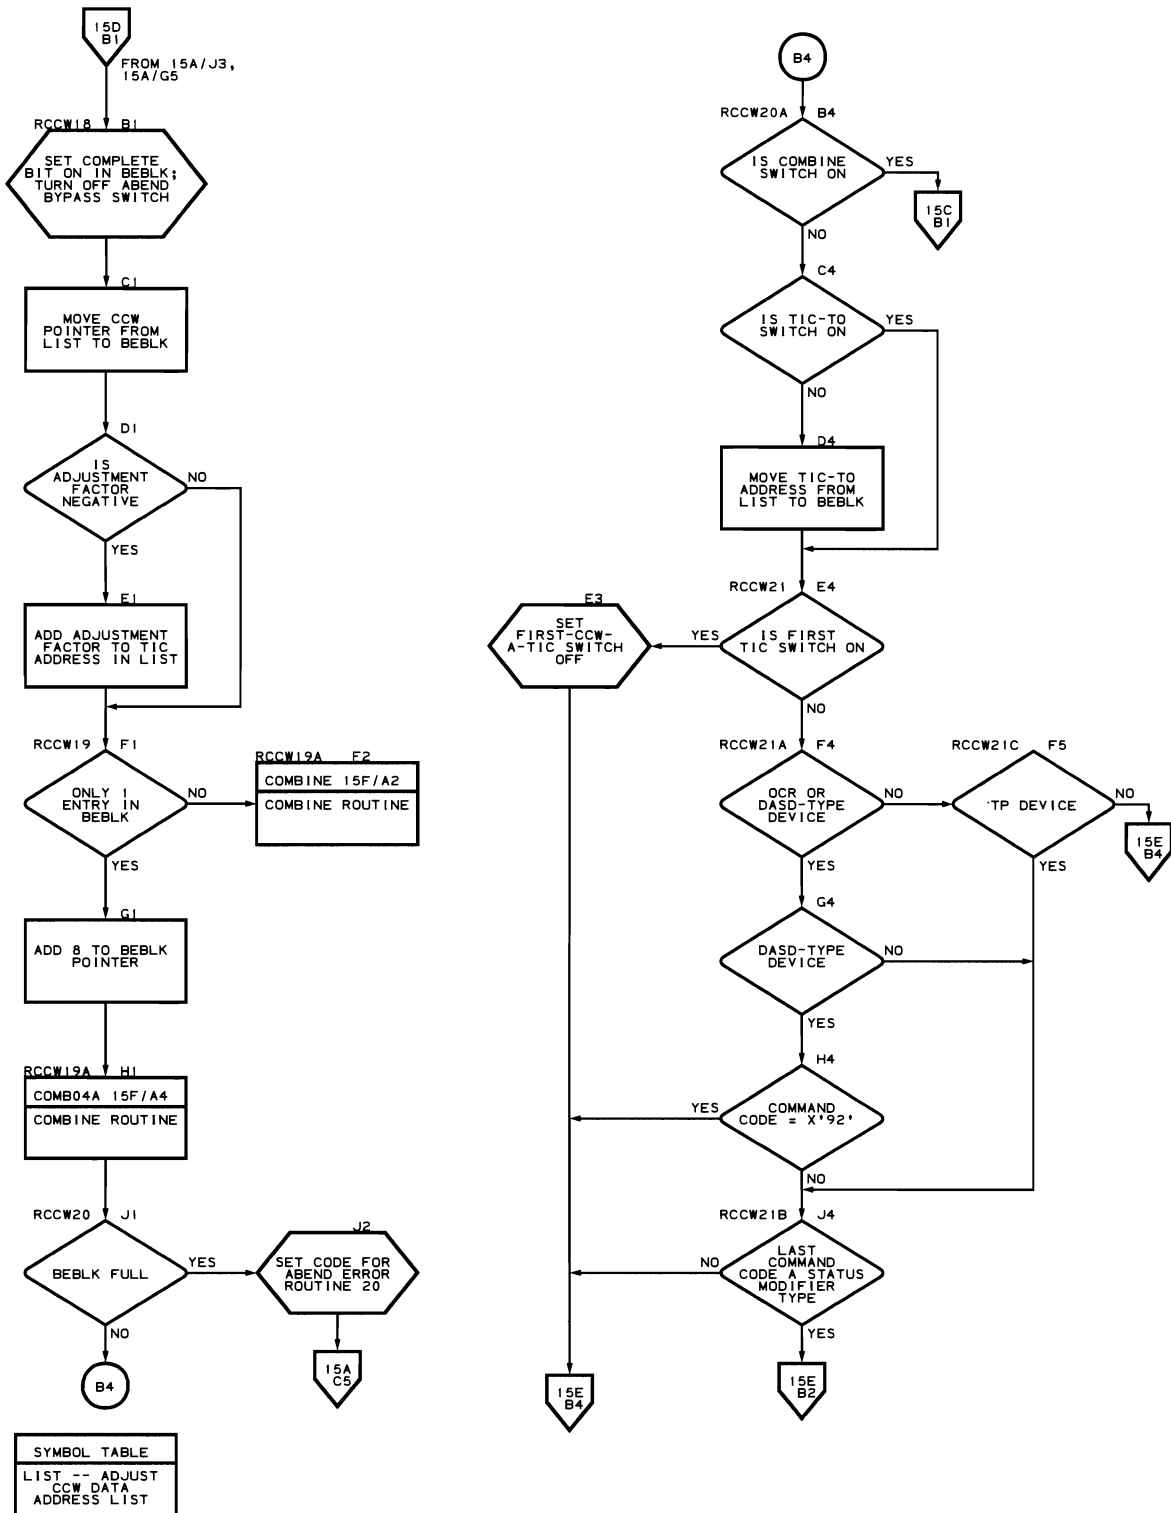 15D
B1
FROM 15A/J3,
15A/G5
RCCW18 B1
SET COMPLETE
BIT ON IN BEBLK;
TURN OFF ABEND
BYPASS SWITCH
C1
MOVE CCW
POINTER FROM
LIST TO BEBLK
D1
IS
ADJUSTMENT
FACTOR
NEGATIVE
NO
YES
E1
ADD ADJUSTMENT
FACTOR TO TIC
ADDRESS IN LIST
RCCW19 F1
ONLY 1
ENTRY IN
BEBLK
NO
YES
RCCW19A F2
COMBINE 15F/A2
COMBINE ROUTINE
G1
ADD 8 TO BEBLK
POINTER
RCCW19A H1
COMB04A 15F/A4
COMBINE ROUTINE
RCCW20 J1
BEBLK FULL
YES
NO
J2
SET CODE FOR
ABEND ERROR
ROUTINE 20
15A
C5
B4
SYMBOL TABLE
LIST -- ADJUST
CCW DATA
ADDRESS LIST
B4
RCCW20A B4
IS COMBINE
SWITCH ON
YES
15C
B1
NO
C4
IS TIC-TO
SWITCH ON
YES
NO
D4
MOVE TIC-TO
ADDRESS FROM
LIST TO BEBLK
RCCW21 E4
IS FIRST
TIC SWITCH ON
YES
NO
E3
SET
FIRST-CCW-
A-TIC SWITCH
OFF
RCCW21A F4
OCR OR
DASD-TYPE
DEVICE
NO
YES
RCCW21C F5
TP DEVICE
NO
15E
B4
YES
G4
DASD-TYPE
DEVICE
NO
YES
H4
COMMAND
CODE = X'92'
YES
NO
RCCW21B J4
LAST
COMMAND
CODE A STATUS
MODIFIER
TYPE
NO
YES
15E
B4
15E
B2